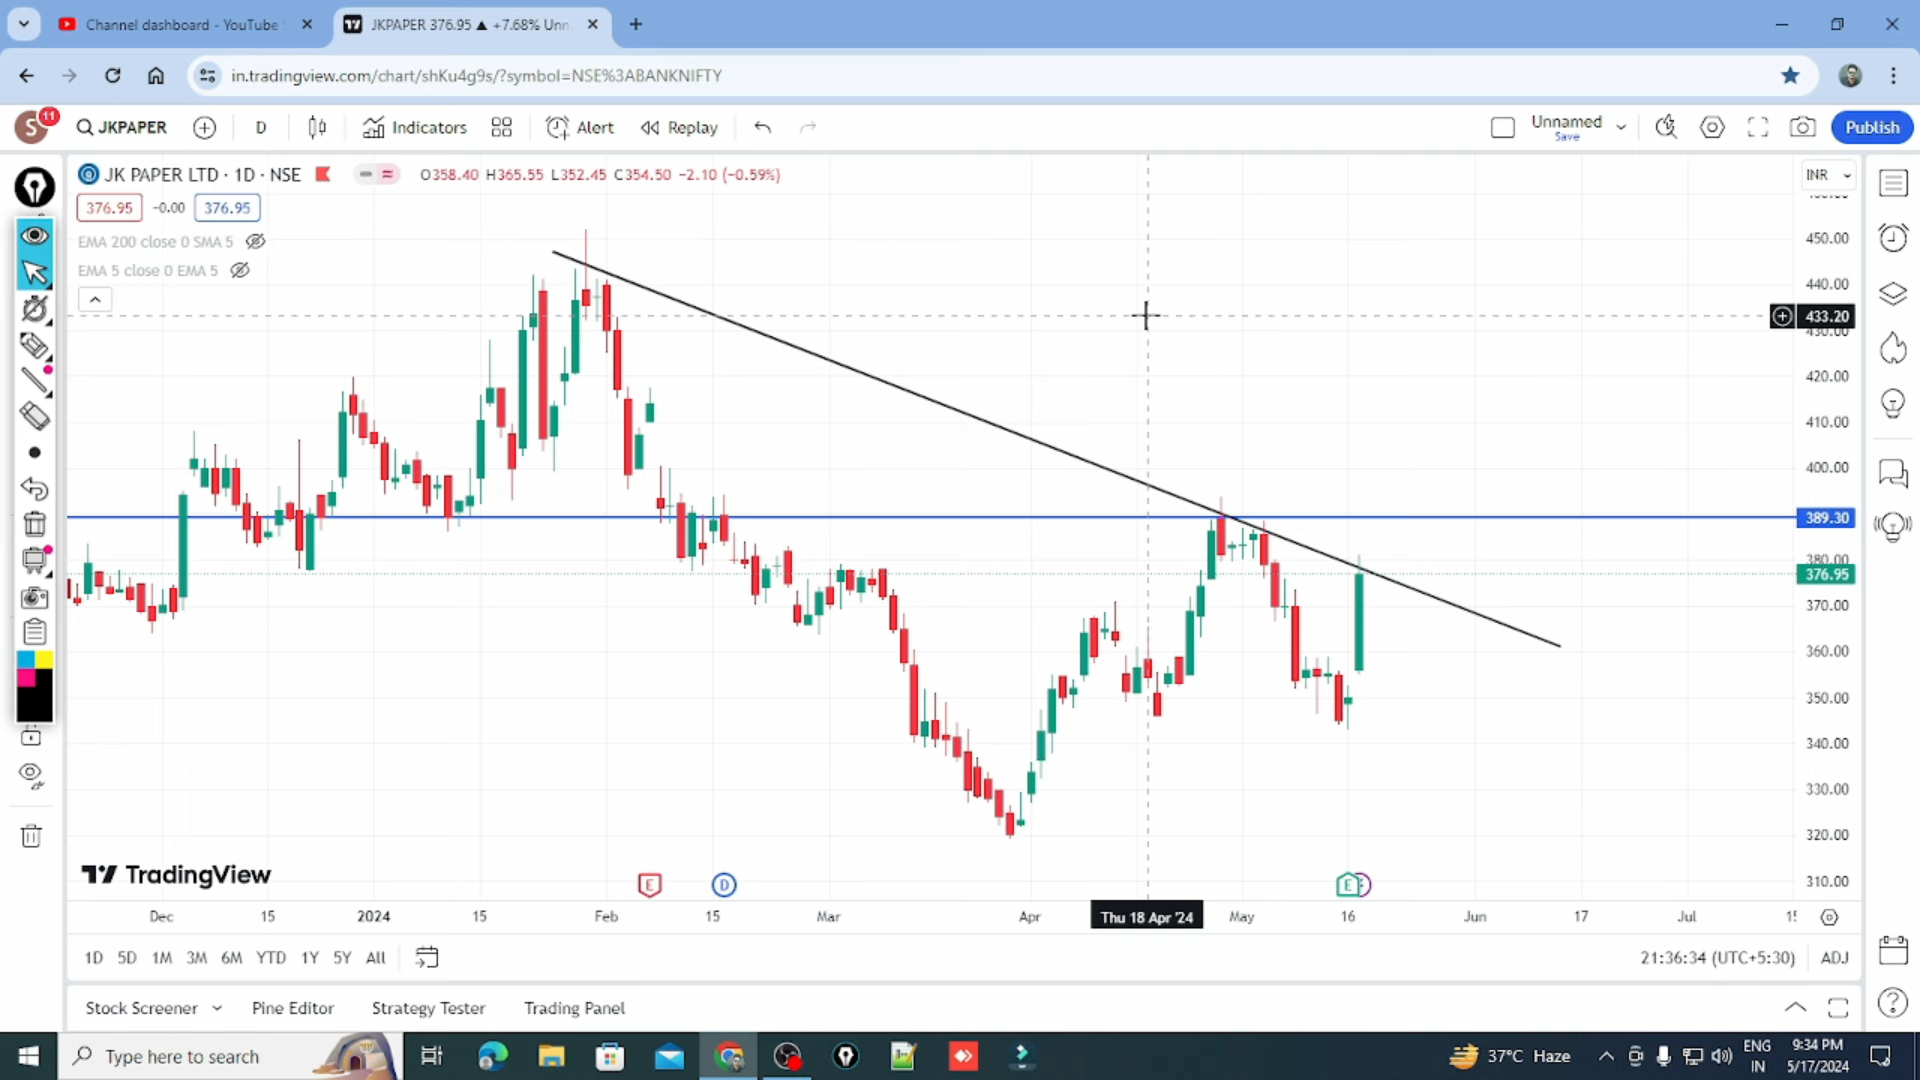 Channel dashboard - YouTube
JKPAPER 376.95 ▲ +7.68% Unn
in.tradingview.com/chart/shKu4g9s/?symbol=NSE%3ABANKNIFTY
S
11
JKPAPER
D
Indicators
Alert
Replay
Unnamed
Save
Publish
JK PAPER LTD · 1D · NSE
O358.40 H365.55 L352.45 C354.50 −2.10 (−0.59%)
INR
376.95
-0.00
376.95
EMA 200 close 0 SMA 5
EMA 5 close 0 EMA 5
450.00
440.00
433.20
430.00
420.00
410.00
400.00
389.30
380.00
376.95
370.00
360.00
350.00
340.00
330.00
320.00
310.00
TradingView
E
D
E
Dec
15
2024
15
Feb
15
Mar
Apr
Thu 18 Apr '24
May
16
Jun
17
Jul
1D 5D 1M 3M 6M YTD 1Y 5Y All
21:36:34 (UTC+5:30)
ADJ
Stock Screener
Pine Editor
Strategy Tester
Trading Panel
Type here to search
37°C Haze
ENG
IN
9:34 PM
5/17/2024